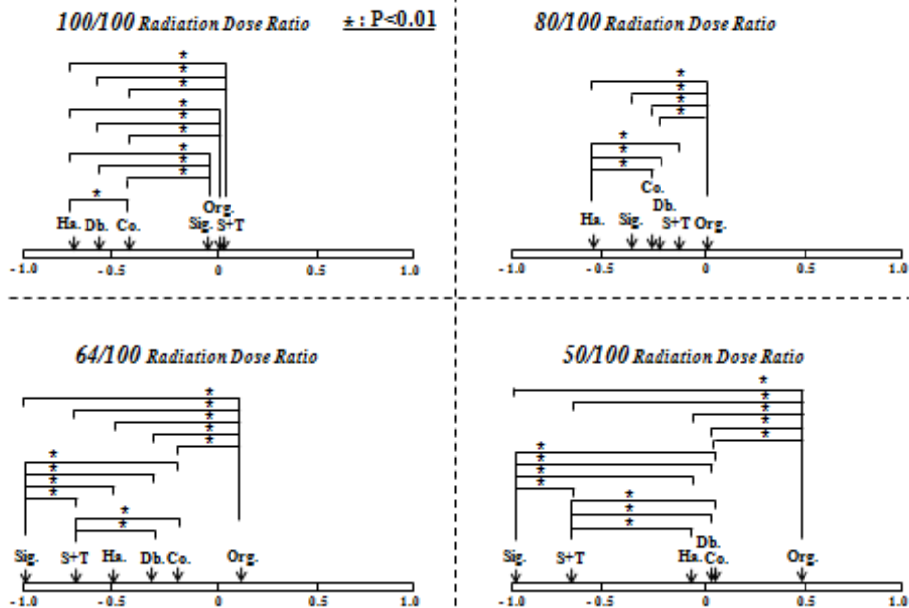 100/100 Radiation Dose Ratio
* : P<0.01
*
*
*
*
*
*
*
*
*
*
Org.
Ha. Db. Co. Sig. S+T
-1.0 -0.5 0 0.5 1.0
80/100 Radiation Dose Ratio
*
*
*
*
*
*
*
Co.
Db.
Ha. Sig. S+T Org.
-1.0 -0.5 0 0.5 1.0
64/100 Radiation Dose Ratio
*
*
*
*
*
*
*
*
*
*
*
Sig. S+T Ha. Db. Co. Org.
-1.0 -0.5 0 0.5 1.0
50/100 Radiation Dose Ratio
*
*
*
*
*
*
*
*
*
*
*
*
Db.
Sig. S+T Ha. Co. Org.
-1.0 -0.5 0 0.5 1.0